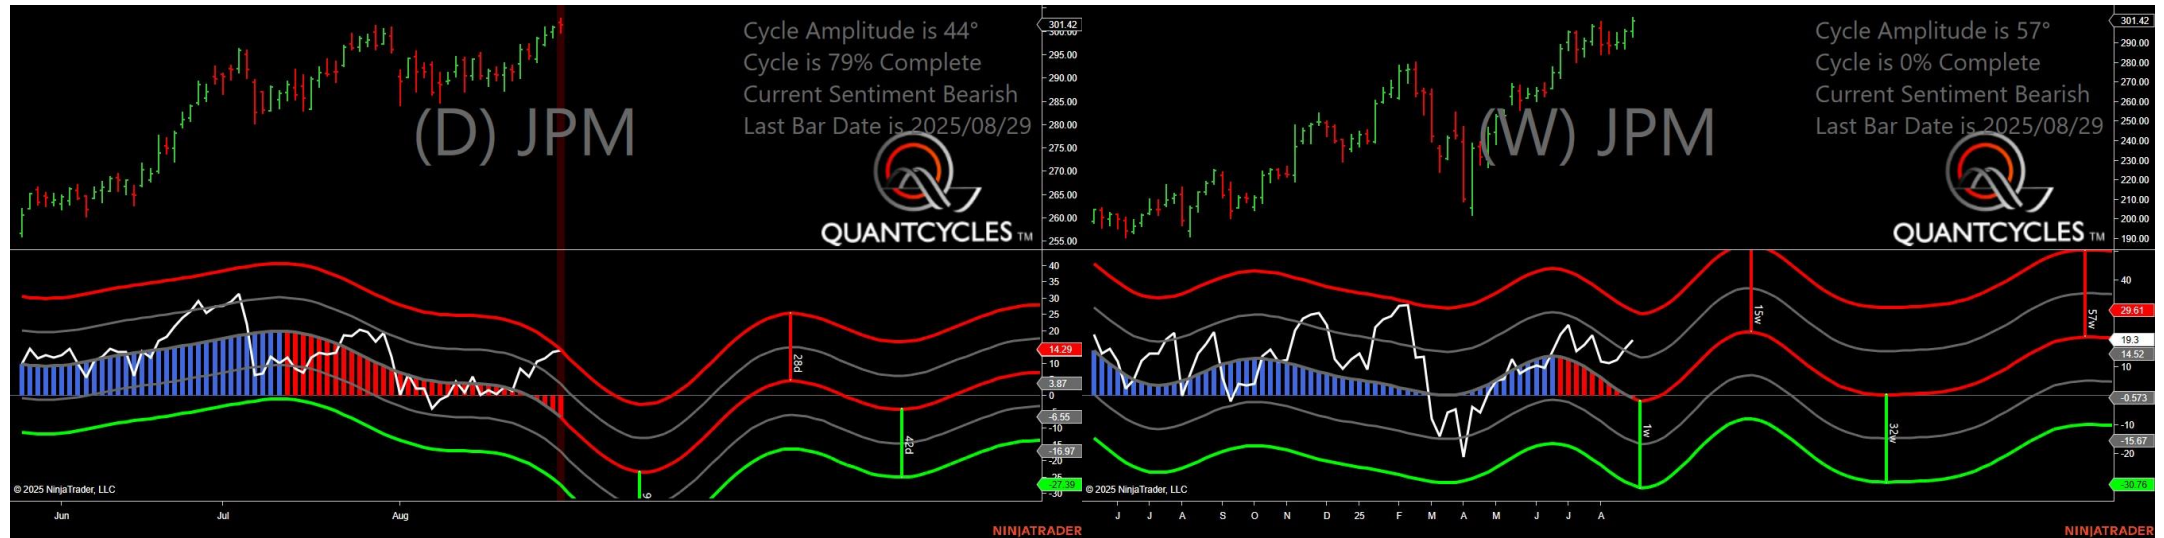 Cycle Amplitude is 44°
Cycle is 79% Complete
Current Sentiment Bearish
Last Bar Date is 2025/08/29
(D) JPM
QUANTCYCLES TM
301.42
300.00
295.00
290.00
285.00
280.00
275.00
270.00
265.00
260.00
255.00
40
35
30
25
20
14.29
10
3.87
0
-6.55
-10
-16.97
-20
-27.39
-30
28d
42d
9
© 2025 NinjaTrader, LLC
Jun Jul Aug
NINJATRADER
Cycle Amplitude is 57°
Cycle is 0% Complete
Current Sentiment Bearish
Last Bar Date is 2025/08/29
(W) JPM
QUANTCYCLES TM
301.42
290.00
280.00
270.00
260.00
250.00
240.00
230.00
220.00
210.00
200.00
190.00
40
29.61
19.3
14.52
10
-0.573
-10
-15.67
-20
-30.76
1w
15w
32w
57w
© 2025 NinjaTrader, LLC
J J A S O N D 25 F M A M J J A
NINJATRADER